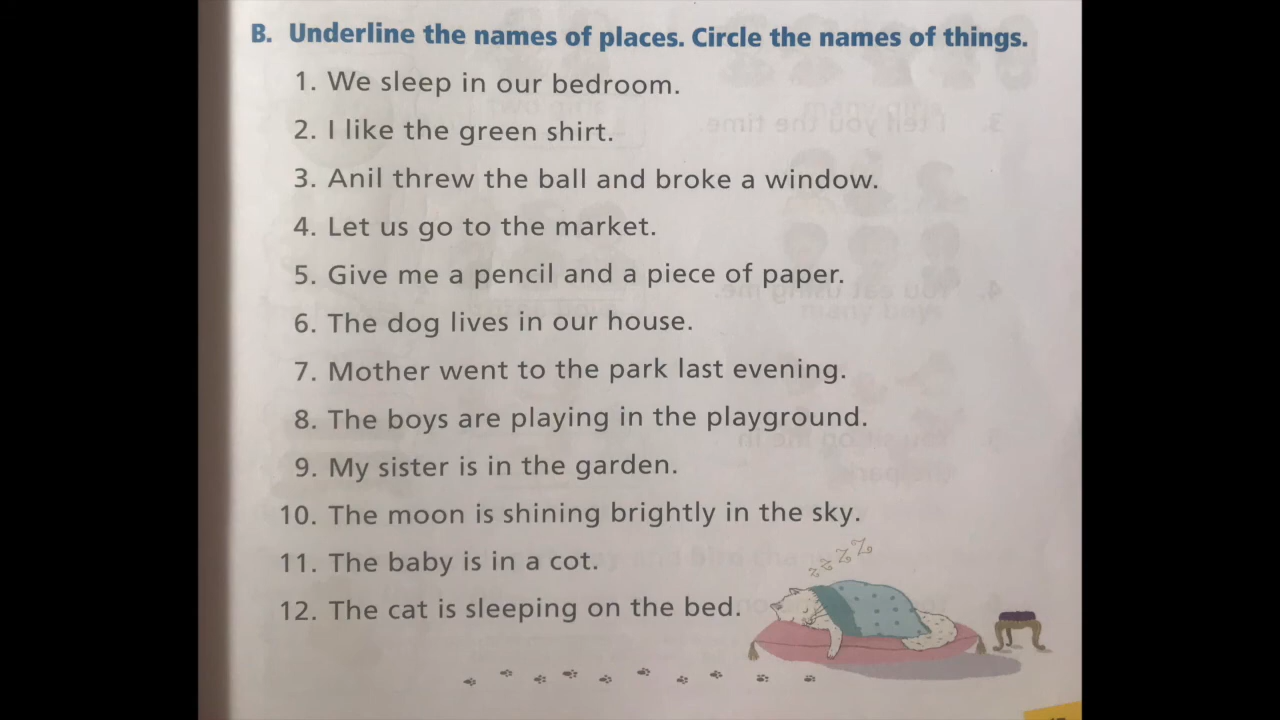 B. Underline the names of places. Circle the names of things.
1. We sleep in our bedroom.
2. I like the green shirt.
3. Anil threw the ball and broke a window.
4. Let us go to the market.
5. Give me a pencil and a piece of paper.
6. The dog lives in our house.
7. Mother went to the park last evening.
8. The boys are playing in the playground.
9. My sister is in the garden.
10. The moon is shining brightly in the sky.
11. The baby is in a cot.
zzzz
12. The cat is sleeping on the bed.